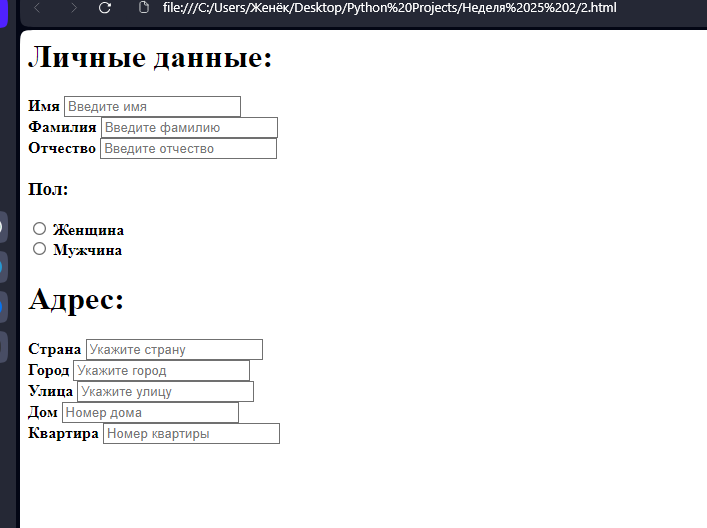 file:///C:/Users/Женёк/Desktop/Python%20Projects/Неделя%2025%202/2.html
Личные данные:
Имя Введите имя
Фамилия Введите фамилию
Отчество Введите отчество
Пол:
Женщина
Мужчина
Адрес:
Страна Укажите страну
Город Укажите город
Улица Укажите улицу
Дом Номер дома
Квартира Номер квартиры